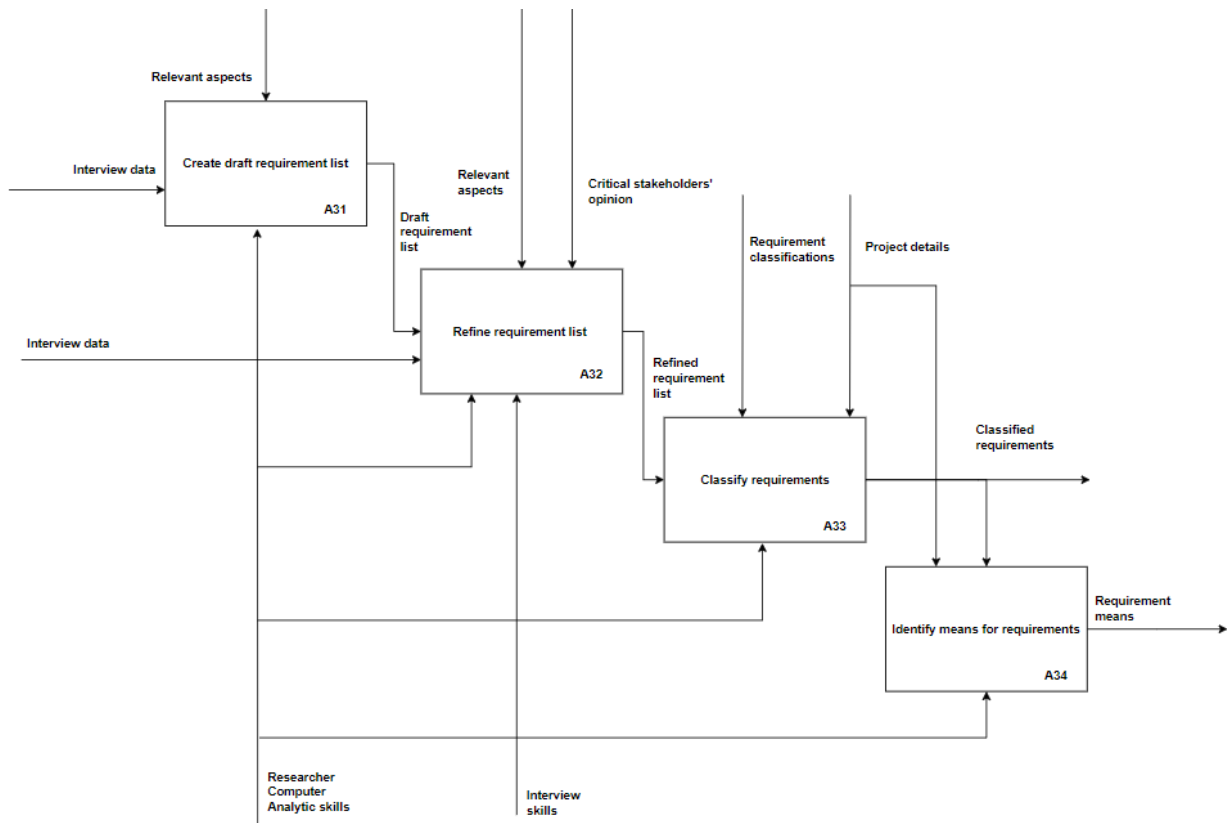 Relevant aspects
Create draft requirement list
A31
Interview data
Draft
requirement
list
Relevant
aspects
Critical stakeholders'
opinion
Requirement
classifications
Project details
Interview data
Refine requirement list
A32
Refined
requirement
list
Classified
requirements
Classify requirements
A33
Identify means for requirements
A34
Requirement
means
Researcher
Computer
Analytic skills
Interview
skills